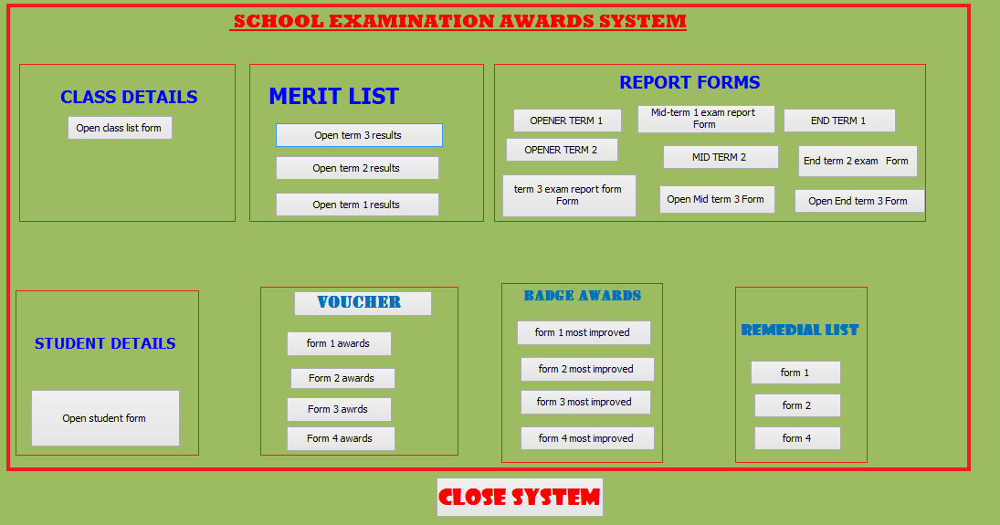 SCHOOL EXAMINATION AWARDS SYSTEM
CLASS DETAILS
Open class list form
MERIT LIST
Open term 3 results
Open term 2 results
Open term 1 results
REPORT FORMS
OPENER TERM 1
Mid-term 1 exam report
Form
END TERM 1
OPENER TERM 2
MID TERM 2
End term 2 exam Form
term 3 exam report form
Form
Open Mid term 3 Form
Open End term 3 Form
STUDENT DETAILS
Open student form
VOUCHER
form 1 awards
Form 2 awards
Form 3 awrds
Form 4 awards
BADGE AWARDS
form 1 most improved
form 2 most improved
form 3 most improved
form 4 most improved
REMEDIAL LIST
form 1
form 2
form 4
CLOSE SYSTEM